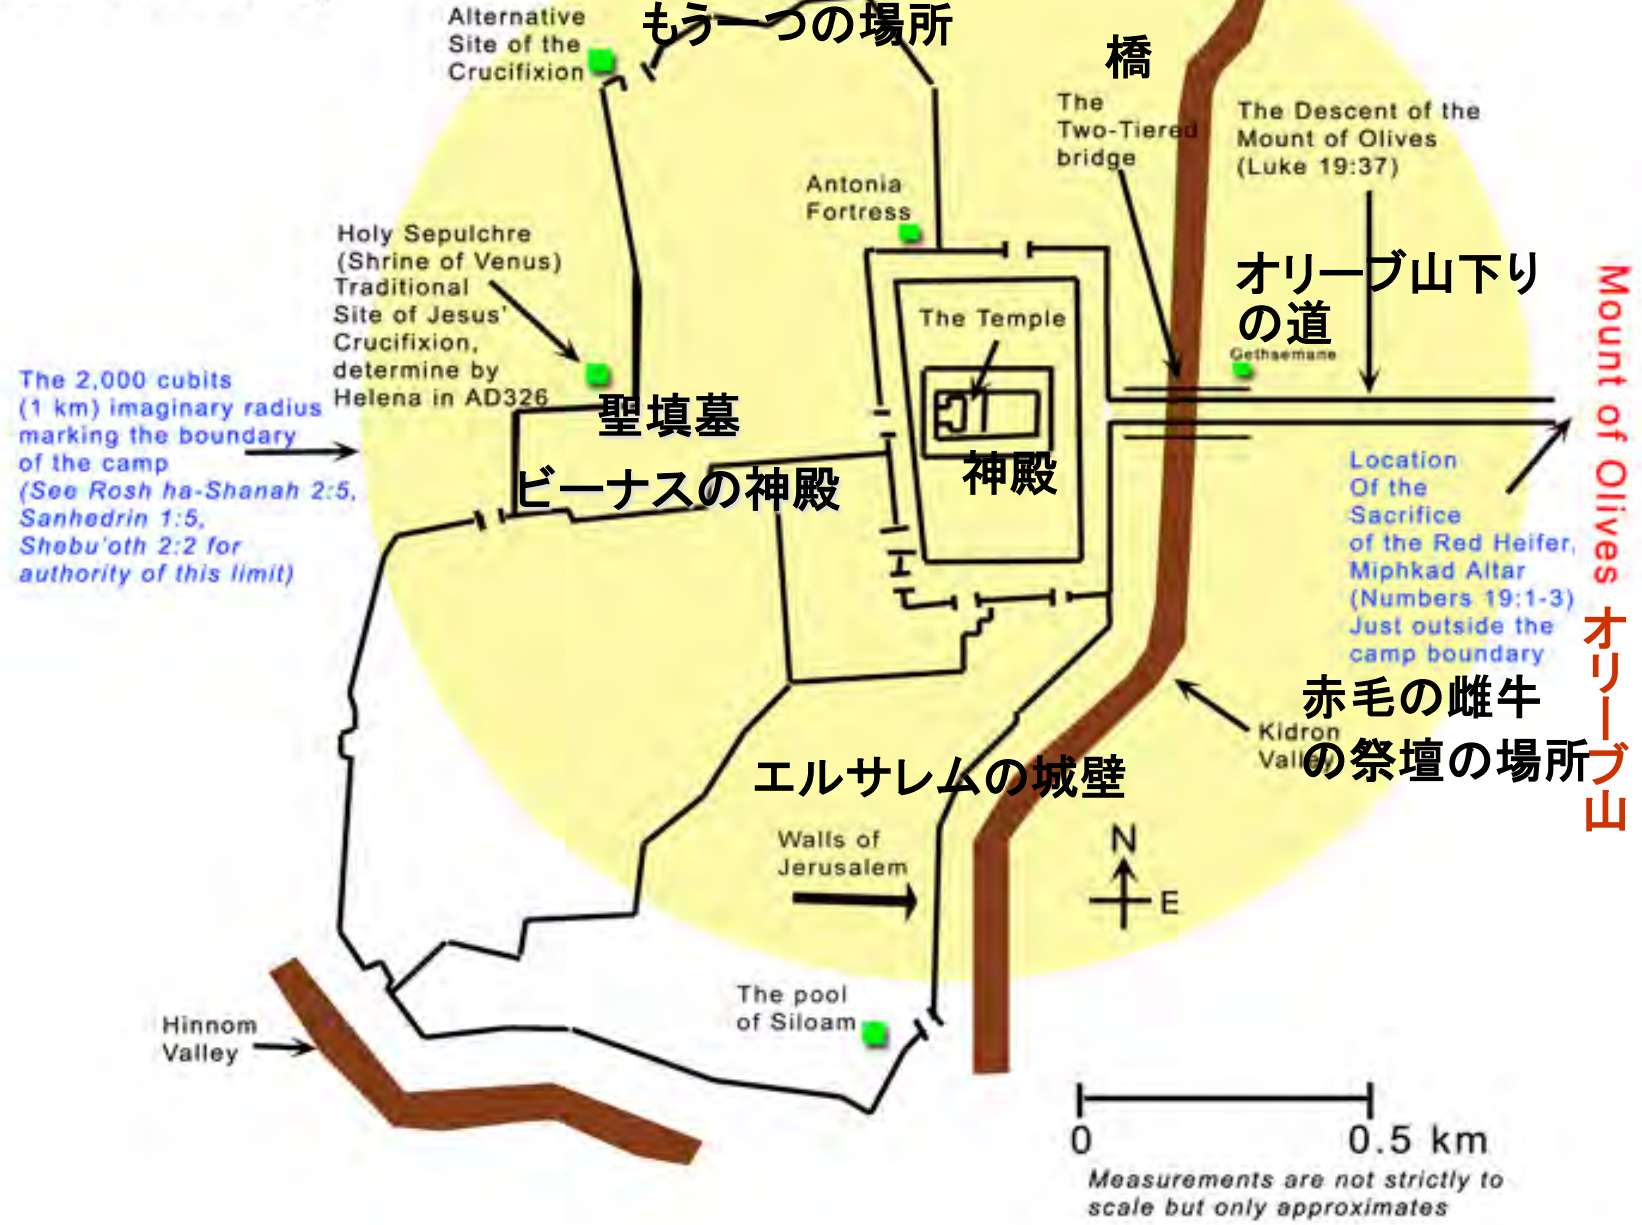 Alternative
Site of the
Crucifixion
もう一つの場所
橋
The
Two-Tiered
bridge
The Descent of the
Mount of Olives
(Luke 19:37)
Antonia
Fortress
Holy Sepulchre
(Shrine of Venus)
Traditional
Site of Jesus'
Crucifixion,
determine by
Helena in AD326
オリーブ山下り
の道
Gethsemane
The Temple
神殿
聖墳墓
ビーナスの神殿
The 2,000 cubits
(1 km) imaginary radius
marking the boundary
of the camp
(See Rosh ha-Shanah 2:5,
Sanhedrin 1:5,
Shebu'oth 2:2 for
authority of this limit)
Mount of Olives
オリーブ山
Location
Of the
Sacrifice
of the Red Heifer,
Miphkad Altar
(Numbers 19:1-3)
Just outside the
camp boundary
赤毛の雌牛
の祭壇の場所
Kidron
Valley
エルサレムの城壁
Walls of
Jerusalem
N
E
The pool
of Siloam
Hinnom
Valley
0
0.5 km
Measurements are not strictly to
scale but only approximates